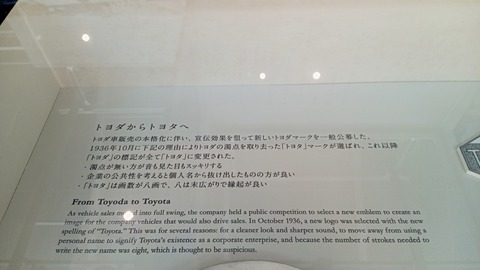 トヨダからトヨタへ
トヨダ車販売の本格化に伴い、宣伝効果を狙って新しいトヨダマークを一般公募した。
1936年10月に下記の理由によりトヨダの濁点を取り去った「トヨタ」マークが選ばれ、これ以降
「トヨダ」の標記が全て「トヨタ」に変更された。
・濁点が無い方が音も見た目もスッキリする
・企業の公共性を考えると個人名から抜け出したものの方が良い
・「トヨタ」は画数が八画で、八は末広がりで縁起が良い
From Toyoda to Toyota
As vehicle sales moved into full swing, the company held a public competition to select a new emblem to create an
image for the company vehicles that would also drive sales. In October 1936, a new logo was selected with the new
spelling of "Toyota." This was for several reasons: for a cleaner look and sharper sound, to move away from using a
personal name to signify Toyota's existence as a corporate enterprise, and because the number of strokes needed to
write the new name was eight, which is thought to be auspicious.